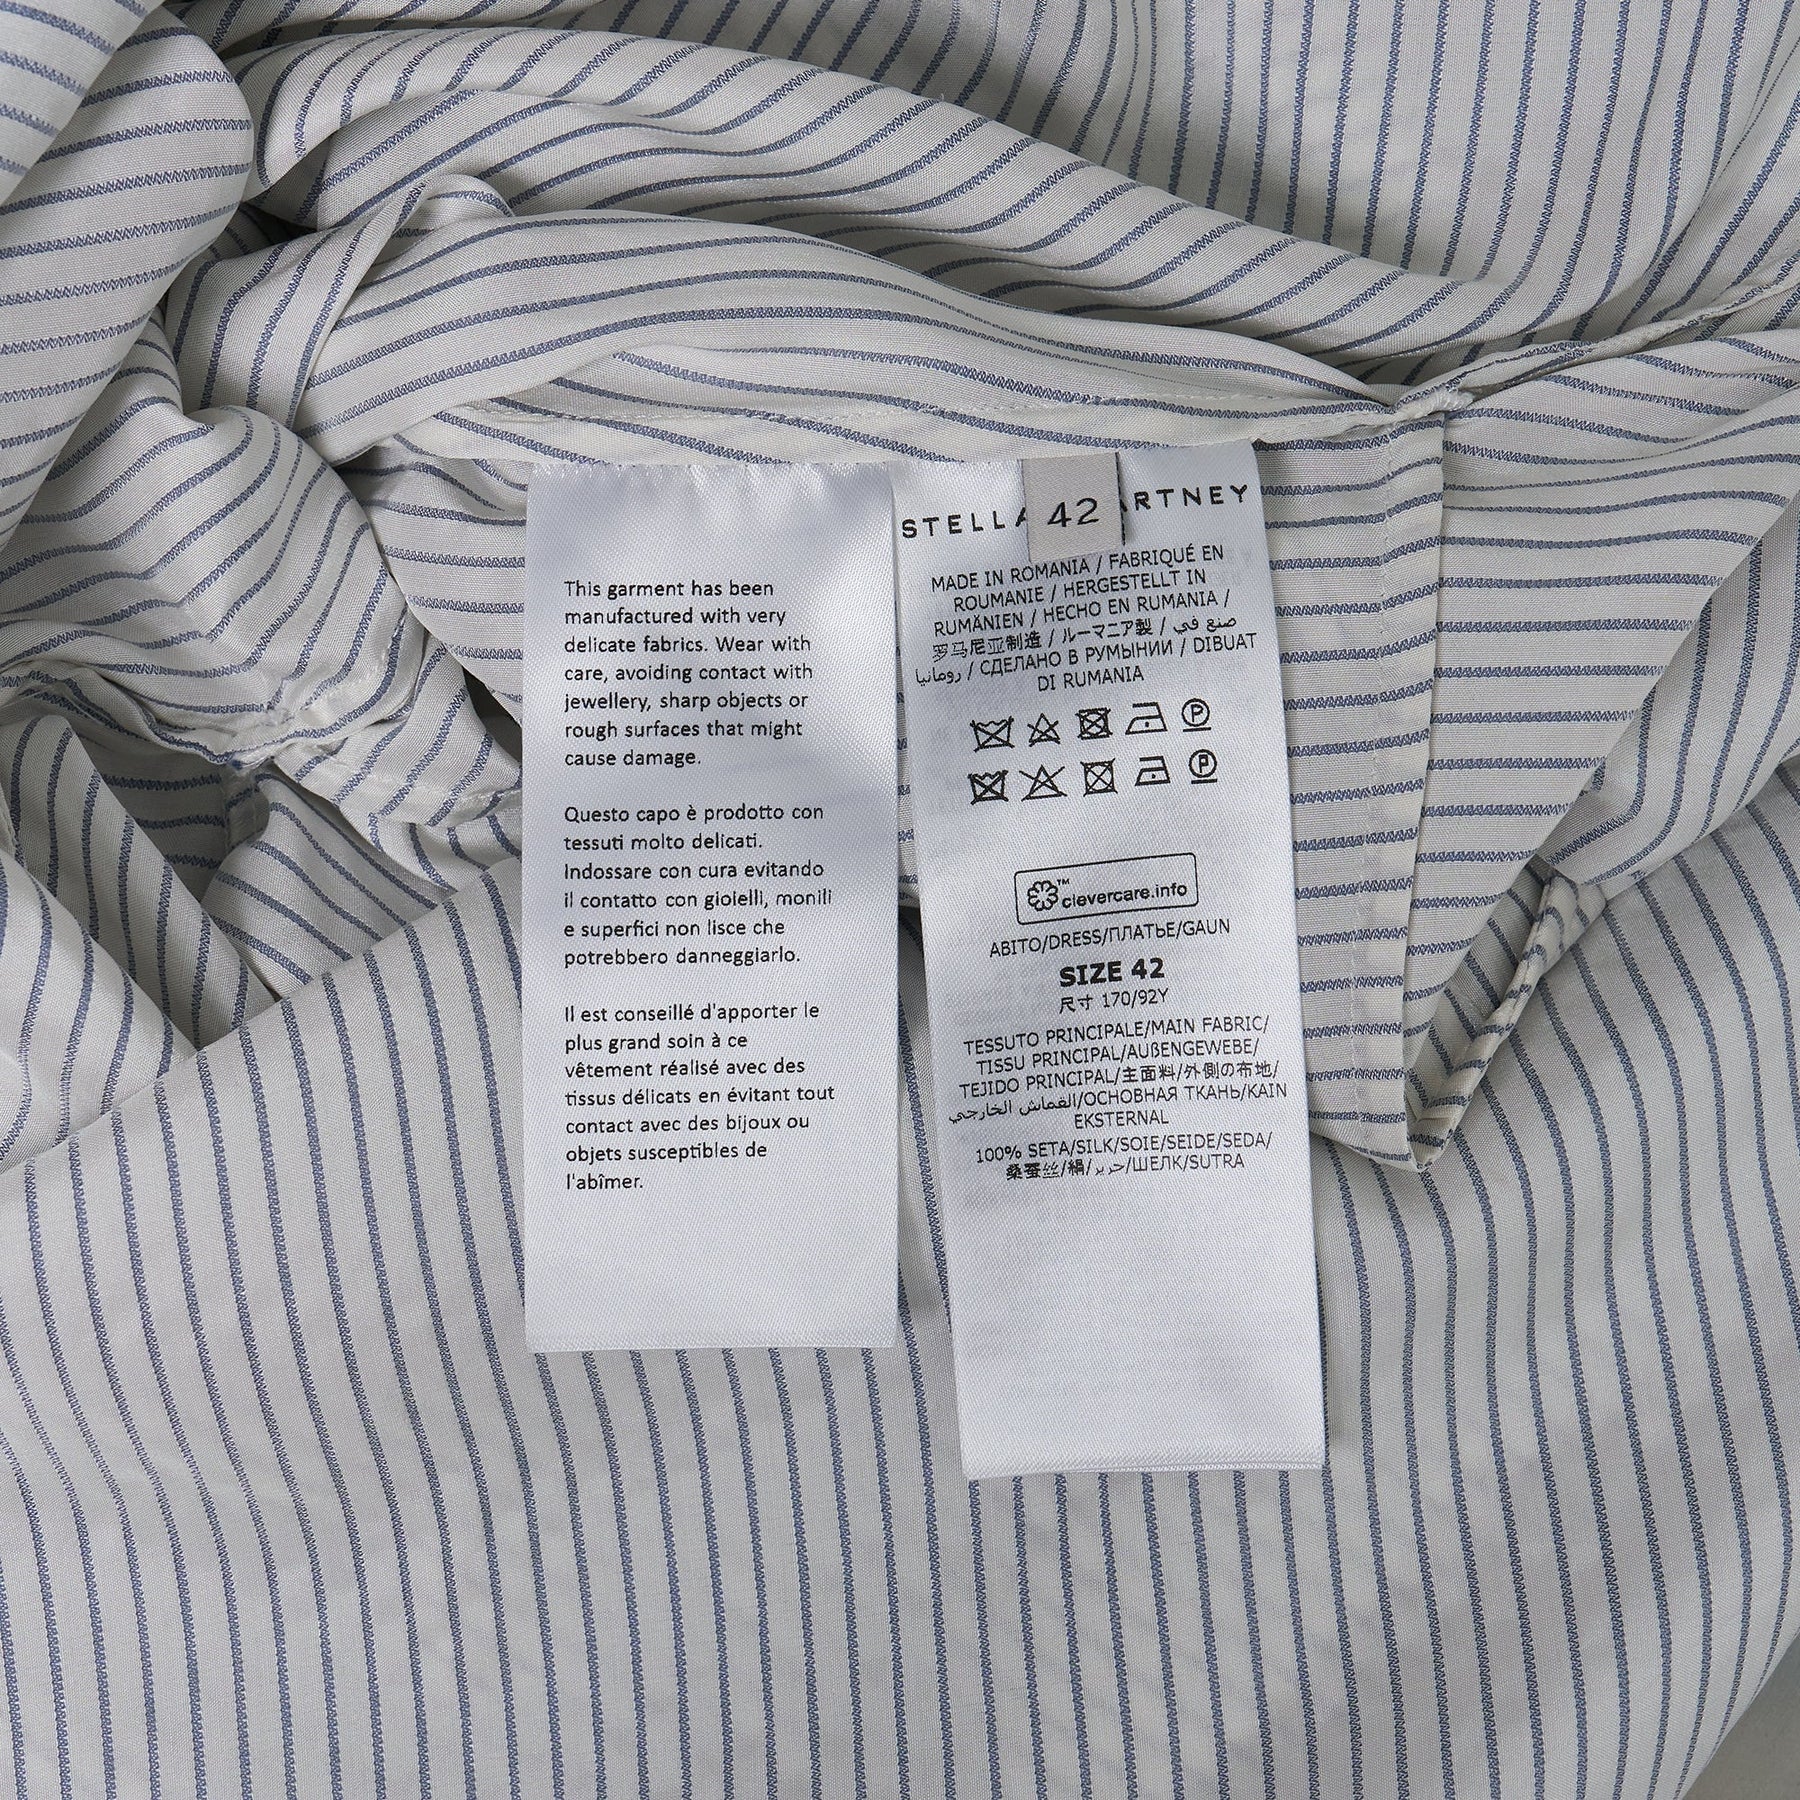 This garment has been
manufactured with very
delicate fabrics. Wear with
care, avoiding contact with
jewellery, sharp objects or
rough surfaces that might
cause damage.
Questo capo è prodotto con
tessuti molto delicati.
Indossare con cura evitando
il contatto con gioielli, monili
e superfici non lisce che
potrebbero danneggiarlo.
Il est conseillé d'apporter le
plus grand soin à ce
vêtement réalisé avec des
tissus délicats en évitant tout
contact avec des bijoux ou
objets susceptibles de
l'abîmer.
STELLA ARTNEY
42
MADE IN ROMANIA / FABRIQUÉ EN
ROUMANIE / HERGESTELLT IN
RUMÄNIEN / HECHO EN RUMANIA /
罗马尼亚制造 / ルーマニア製 / صنع في
رومانيا / СДЕЛАНО В РУМЫНИИ / DIBUAT
DI RUMANIA
P
P
clevercare.info™
ABITO/DRESS/ПЛАТЬЕ/GAUN
SIZE 42
尺寸 170/92Y
TESSUTO PRINCIPALE/MAIN FABRIC/
TISSU PRINCIPAL/AUßENGEWEBE/
TEJIDO PRINCIPAL/主面料/外側の布地/
القماش الخارجي/ОСНОВНАЯ ТКАНЬ/KAIN
EKSTERNAL
100% SETA/SILK/SOIE/SEIDE/SEDA/
桑蚕丝/絹/حرير/ШЕЛК/SUTRA